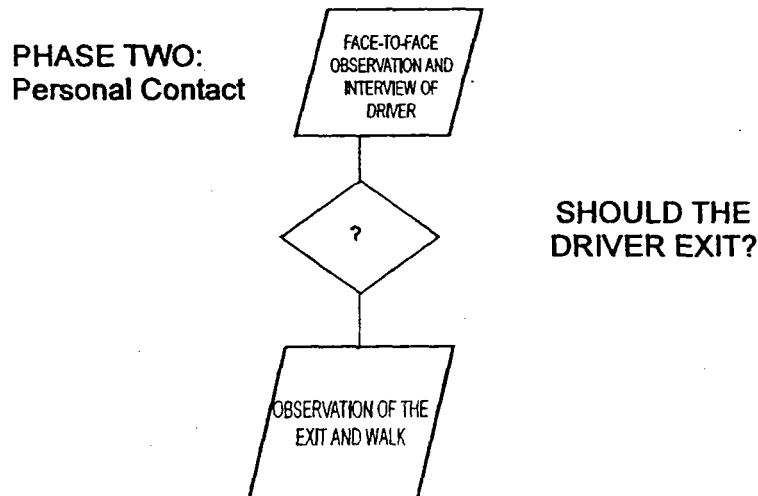 PHASE TWO:
Personal Contact
FACE-TO-FACE
OBSERVATION AND
INTERVIEW OF
DRIVER
?
SHOULD THE
DRIVER EXIT?
OBSERVATION OF THE
EXIT AND WALK